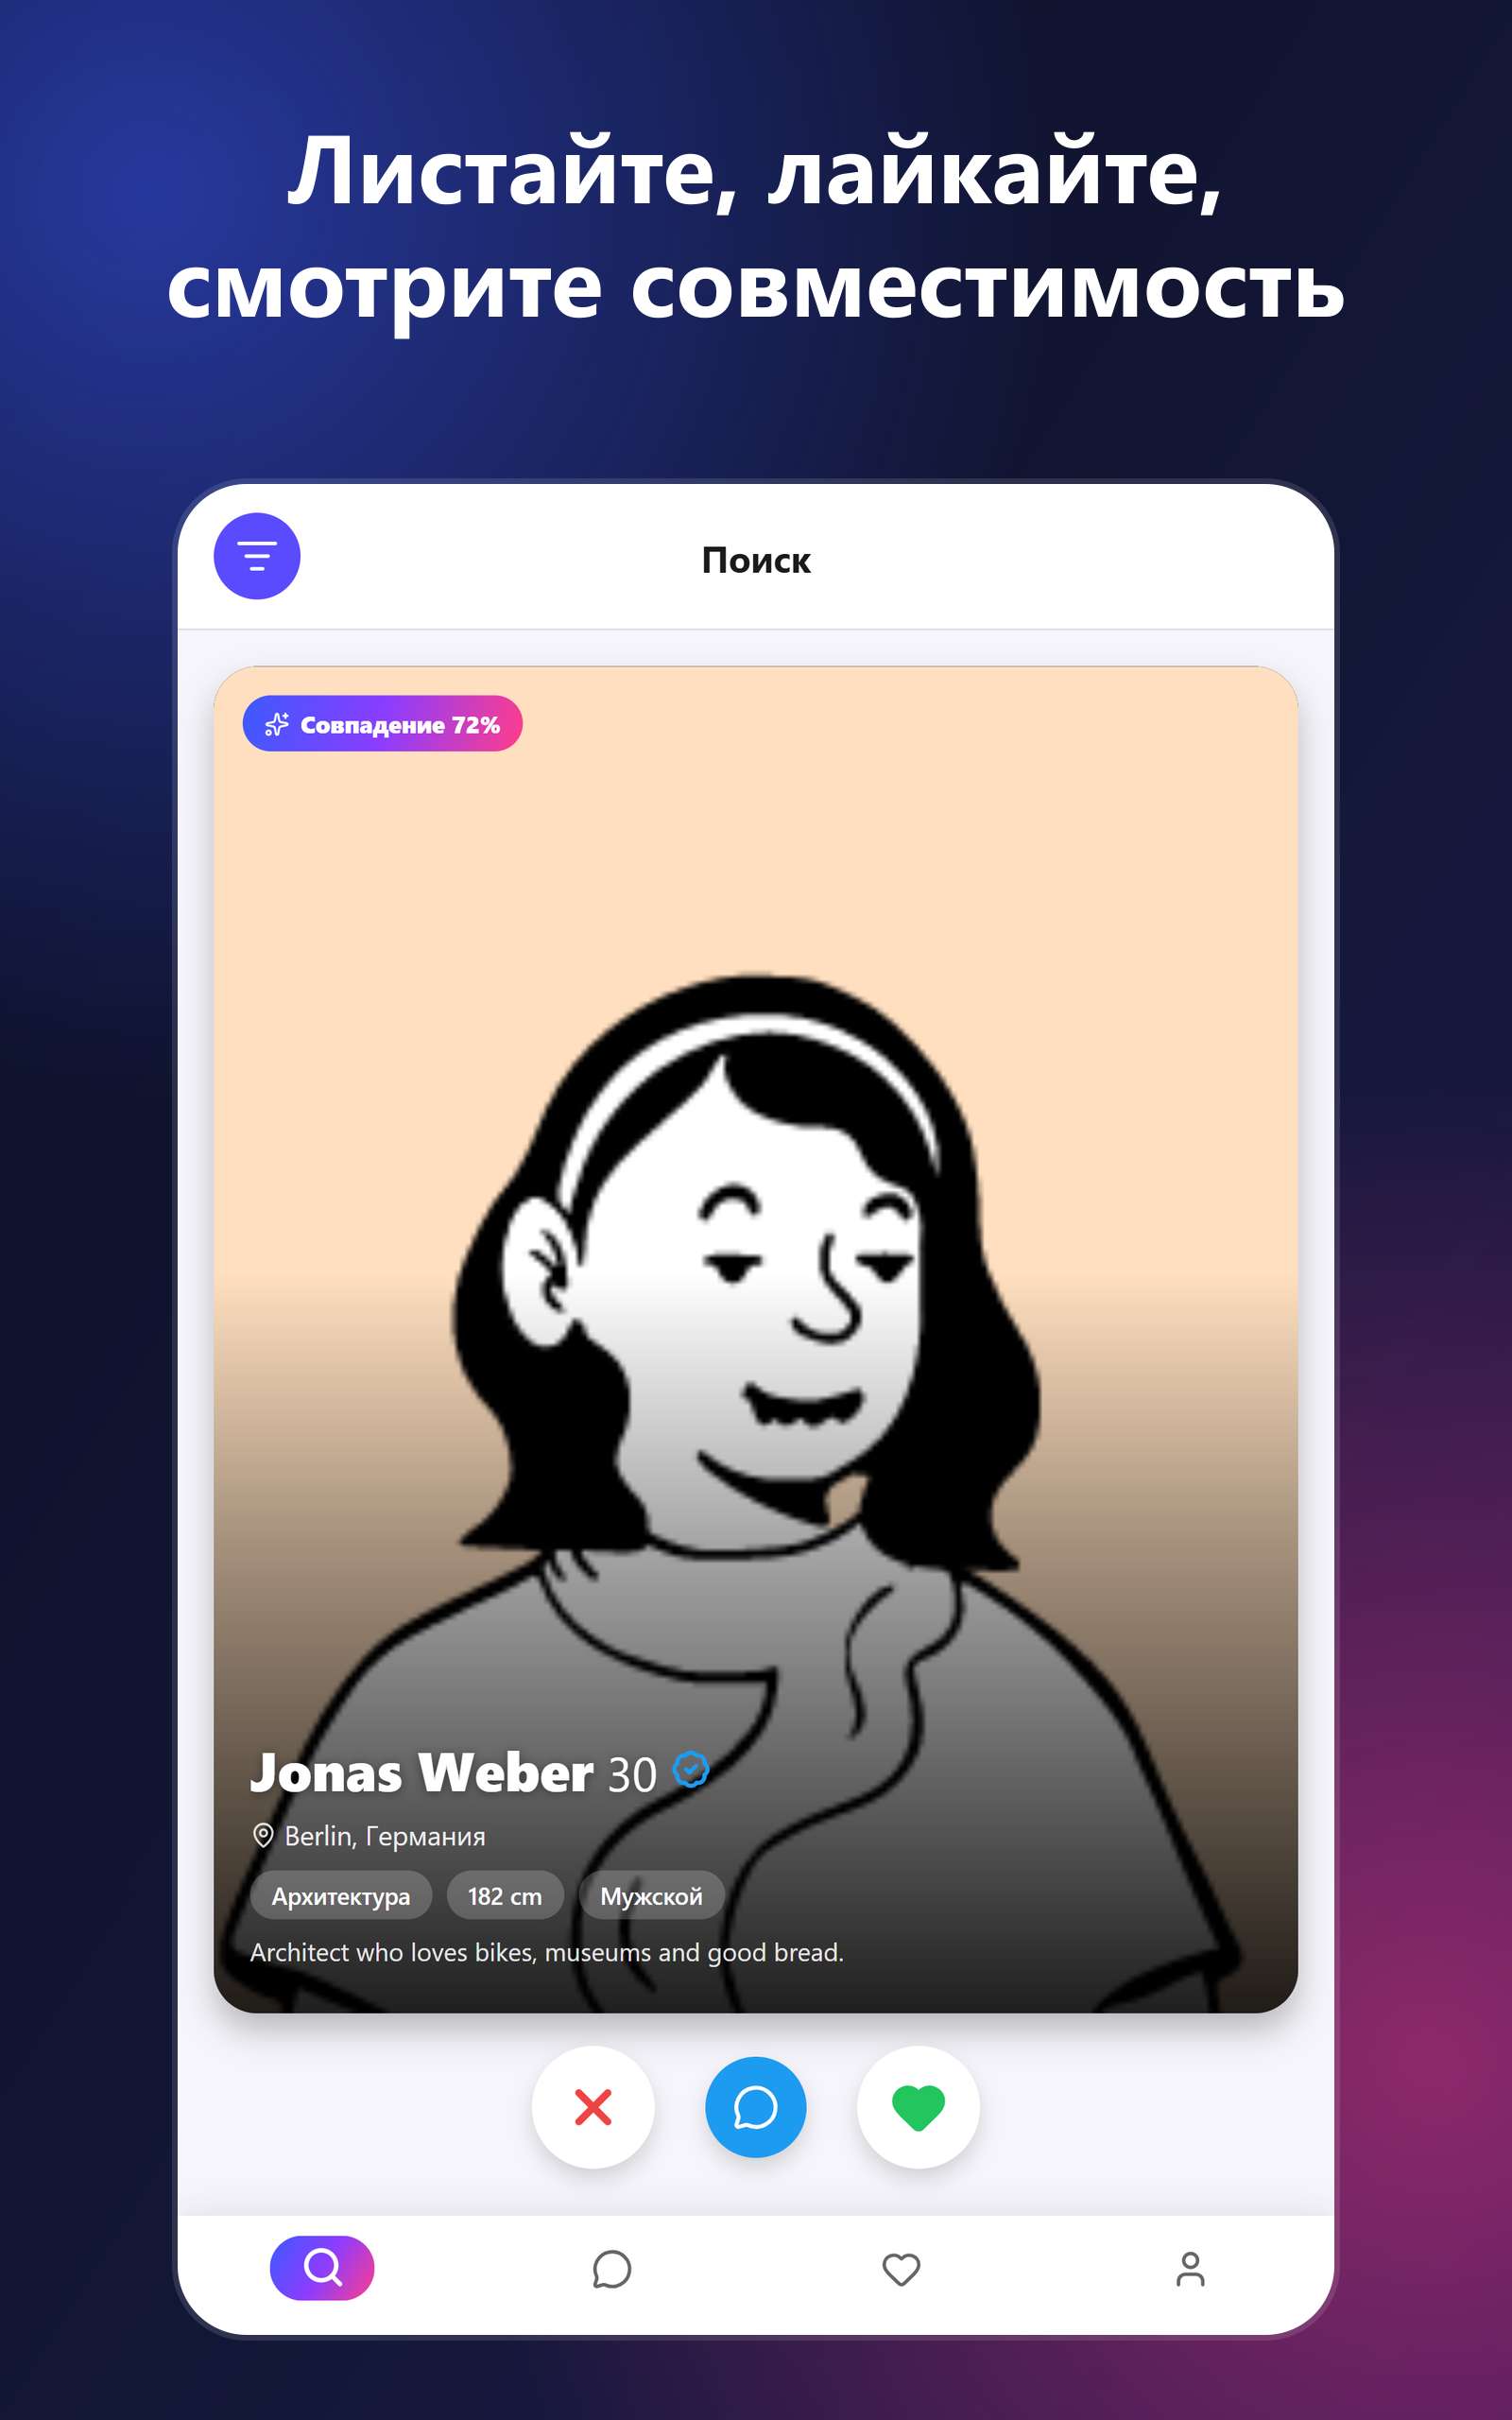 Листайте, лайкайте,
смотрите совместимость
Поиск
Совпадение 72%
Jonas Weber 30
Berlin, Германия
Архитектура 182 cm Мужской
Architect who loves bikes, museums and good bread.